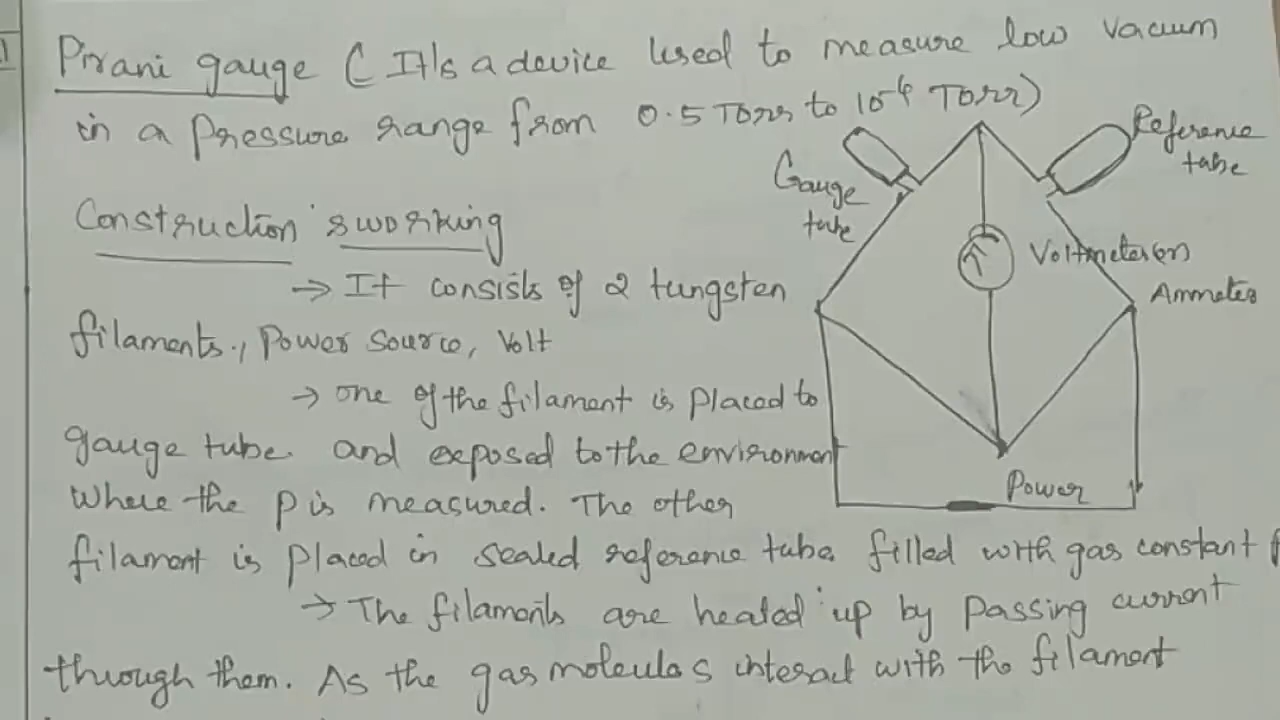 Pirani gauge ( It's a device used to measure low vacum
in a pressure range from 0.5 Torr to 10⁻⁴ Torr)
Gauge tube
Reference tube
Construction & working
Voltmeter (or) Ammeter
→ It consists of 2 tungsten
filaments., Power source, Volt
→ one of the filament is placed to
gauge tube and exposed to the environment
where the p is measured. The other
Power
filament is placed in sealed reference tube filled with gas constant
→ The filaments are heated up by passing current
through them. As the gas moleculas interact with the filament